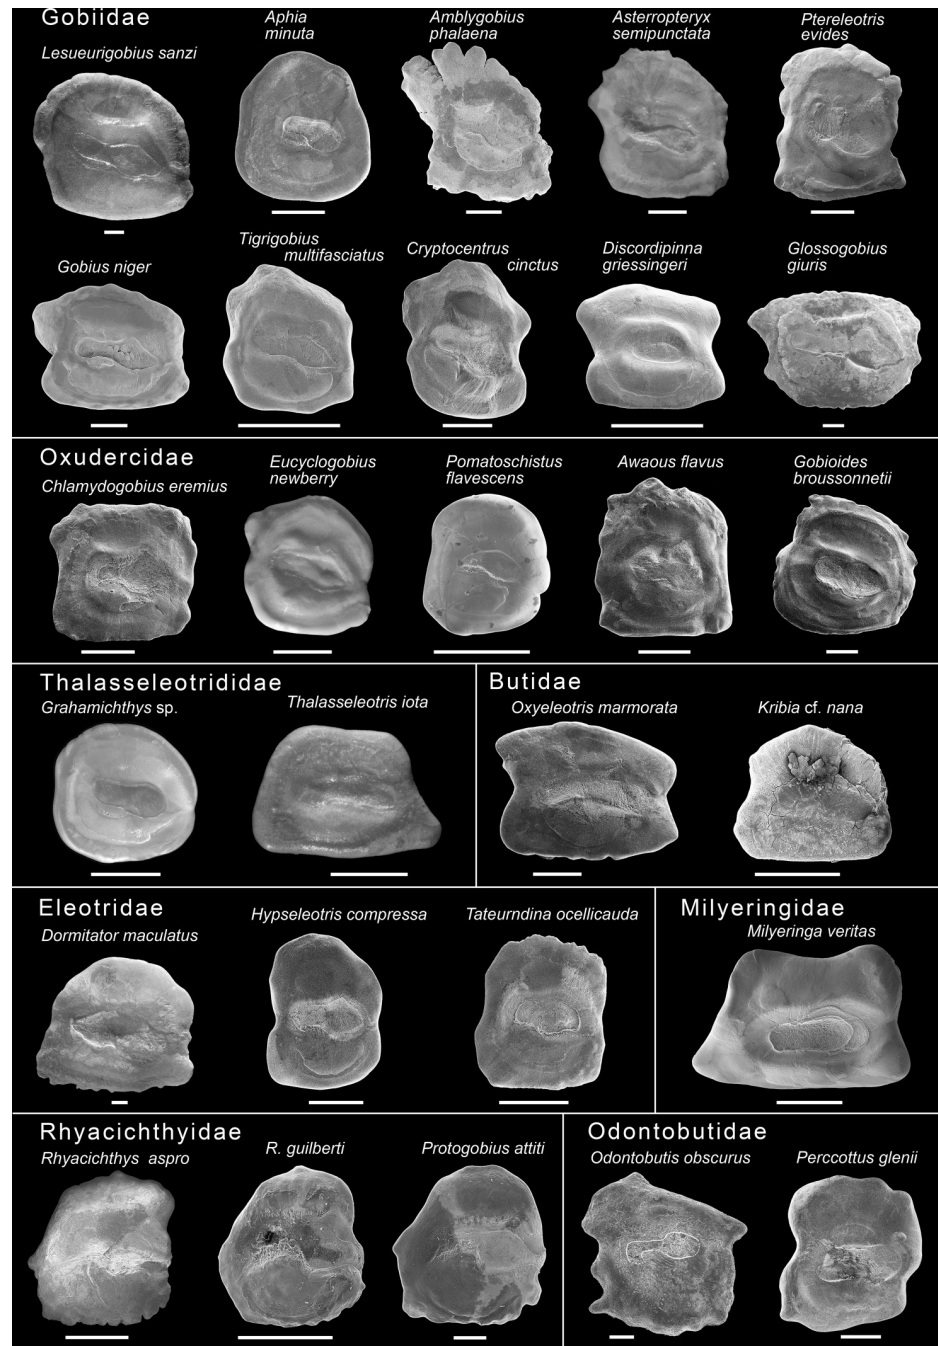 Gobiidae
Lesueurigobius sanzi
Aphia
minuta
Amblygobius
phalaena
Asterropteryx
semipunctata
Ptereleotris
evides
Gobius niger
Tigrigobius
multifasciatus
Cryptocentrus
cinctus
Discordipinna
griessingeri
Glossogobius
giuris
Oxudercidae
Chlamydogobius eremius
Eucyclogobius
newberry
Pomatoschistus
flavescens
Awaous flavus
Gobioides
broussonnetii
Thalasseleotrididae
Grahamichthys sp.
Thalasseleotris iota
Butidae
Oxyeleotris marmorata
Kribia cf. nana
Eleotridae
Dormitator maculatus
Hypseleotris compressa
Tateurndina ocellicauda
Milyeringidae
Milyeringa veritas
Rhyacichthyidae
Rhyacichthys aspro
R. guilberti
Protogobius attiti
Odontobutidae
Odontobutis obscurus
Perccottus glenii